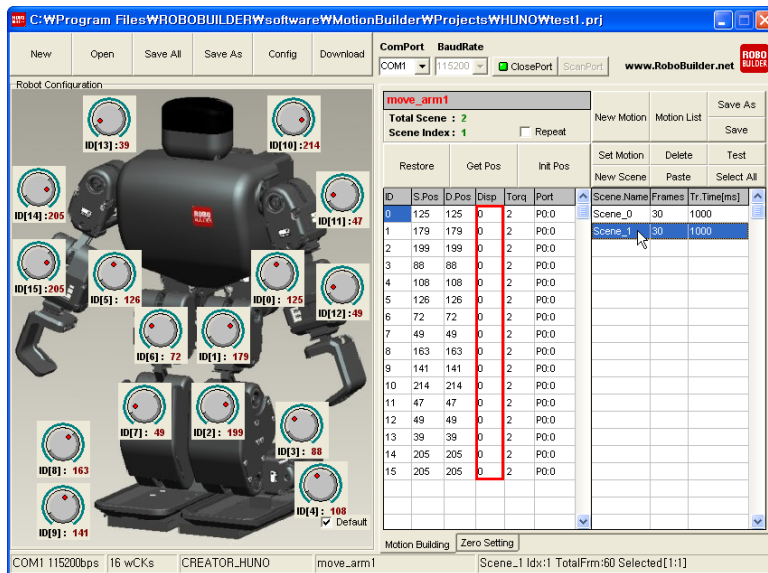 C:₩Program Files₩ROBOBUILDER₩software₩MotionBuilder₩Projects₩HUNO₩test1.prj
New Open Save All Save As Config Download
ComPort BaudRate
COM1 115200 ClosePort ScanPort www.RoboBuilder.net ROBO BUILDER
Robot Configuration
ID[13]: 39
ID[10]: 214
ID[14]: 205
ID[11]: 47
ID[15]: 205
ID[5]: 126
ID[0]: 125
ID[12]: 49
ID[6]: 72
ID[1]: 179
ID[7]: 49
ID[2]: 199
ID[3]: 88
ID[8]: 163
ID[4]: 108
ID[9]: 141
Default
move_arm1
Total Scene : 2
Scene Index : 1 Repeat
Restore Get Pos Init Pos
New Motion Motion List Save As
Save
Set Motion Delete Test
New Scene Paste Select All
ID S.Pos D.Pos Disp Torq Port
0 125 125 0 2 P0:0
1 179 179 0 2 P0:0
2 199 199 0 2 P0:0
3 88 88 0 2 P0:0
4 108 108 0 2 P0:0
5 126 126 0 2 P0:0
6 72 72 0 2 P0:0
7 49 49 0 2 P0:0
8 163 163 0 2 P0:0
9 141 141 0 2 P0:0
10 214 214 0 2 P0:0
11 47 47 0 2 P0:0
12 49 49 0 2 P0:0
13 39 39 0 2 P0:0
14 205 205 0 2 P0:0
15 205 205 0 2 P0:0
Scene.Name Frames Tr.Time[ms]
Scene_0 30 1000
Scene_1 30 1000
Motion Building Zero Setting
COM1 115200bps 16 wCKs CREATOR_HUNO move_arm1 Scene_1 Idx:1 TotalFrm:60 Selected[1:1]